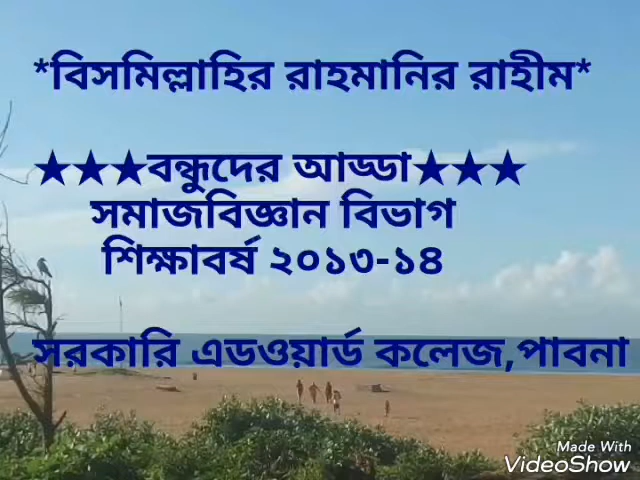 *বিসমিল্লাহির রাহমানির রাহীম*
★★★বন্ধুদের আড্ডা★★★
সমাজবিজ্ঞান বিভাগ
শিক্ষাবর্ষ ২০১৩-১৪
সরকারি এডওয়ার্ড কলেজ,পাবনা
Made With
VideoShow